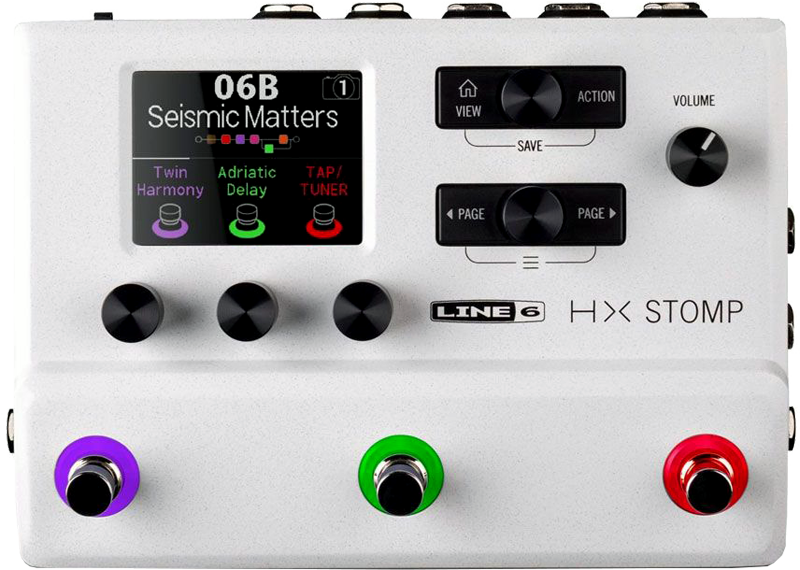 06B
1
Seismic Matters
Twin
Harmony
Adriatic
Delay
TAP/
TUNER
VIEW
ACTION
SAVE
PAGE
PAGE
VOLUME
LINE 6
HX STOMP